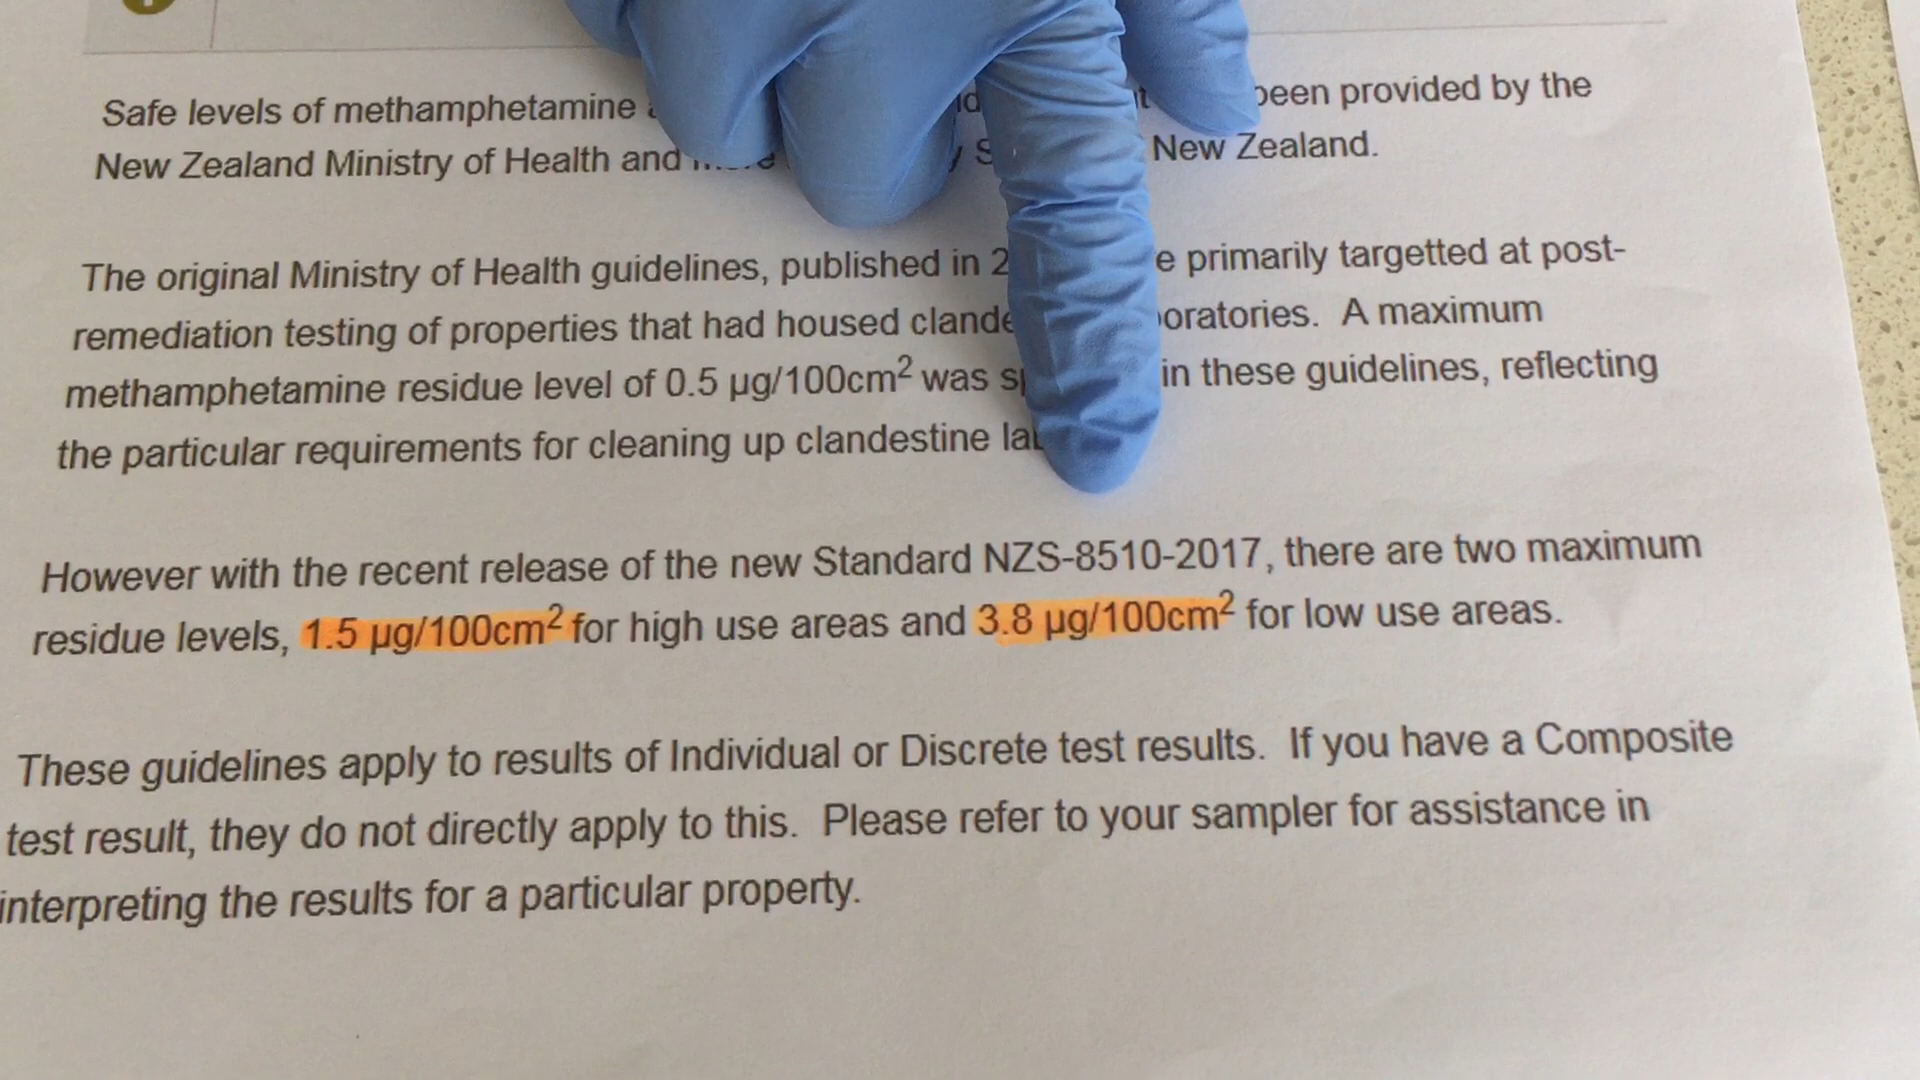 Safe levels of methamphetamine been provided by the
New Zealand Ministry of Health and New Zealand.
The original Ministry of Health guidelines, published in primarily targetted at post-
remediation testing of properties that had housed A maximum
methamphetamine residue level of 0.5 µg/100cm² was in these guidelines, reflecting
the particular requirements for cleaning up clandestine
However with the recent release of the new Standard NZS-8510-2017, there are two maximum
residue levels, 1.5 µg/100cm² for high use areas and 3.8 µg/100cm² for low use areas.
These guidelines apply to results of Individual or Discrete test results. If you have a Composite
test result, they do not directly apply to this. Please refer to your sampler for assistance in
interpreting the results for a particular property.